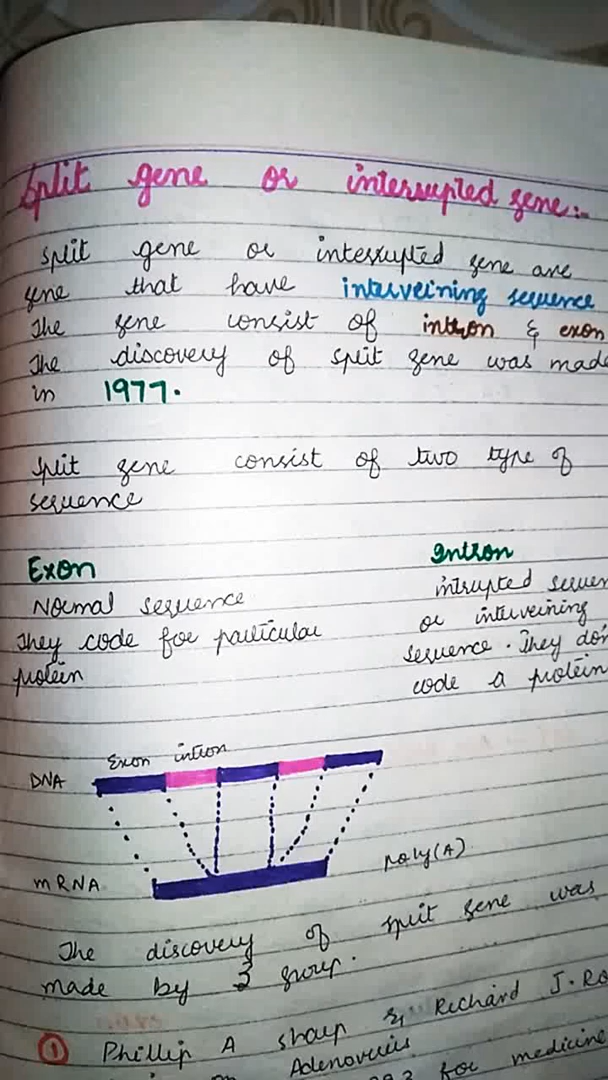 Split gene or interrupted gene:-
split gene or interrupted gene are
gene that have interveining sequence
The gene consist of intron & exon
The discovery of split gene was made
in 1977.
Split gene consist of two type of
sequence
Exon
Normal sequence
They code for particular
protein
Intron
intrupted sequen
or interveining
sequence. They don
code a protein
Exon intron
DNA
mRNA
poly(A)
The discovery of split gene was
made by 3 group.
① Phillip A sharp & Richard J. Ro
Adenovirus
for medicine